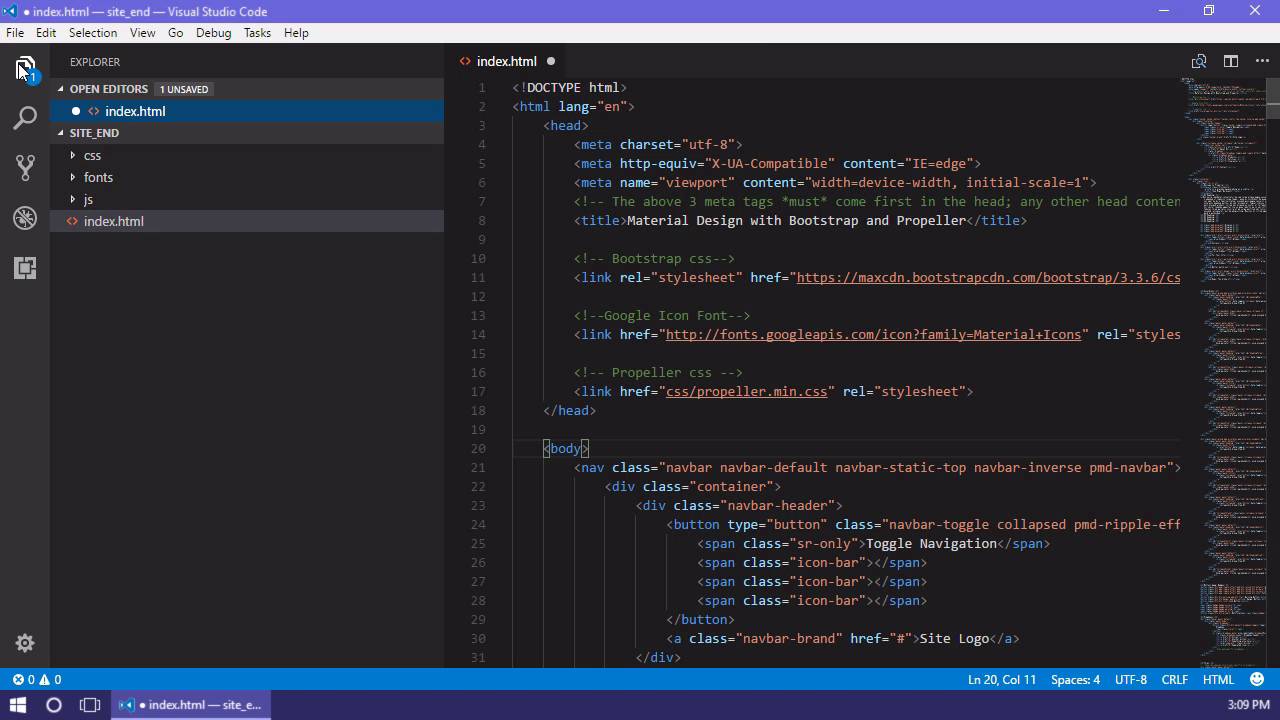 ● index.html — site_end — Visual Studio Code
File Edit Selection View Go Debug Tasks Help
1
EXPLORER
OPEN EDITORS 1 UNSAVED
index.html
SITE_END
css
fonts
js
index.html
index.html
1 <!DOCTYPE html>
2 <html lang="en">
3 <head>
4 <meta charset="utf-8">
5 <meta http-equiv="X-UA-Compatible" content="IE=edge">
6 <meta name="viewport" content="width=device-width, initial-scale=1">
7 <!-- The above 3 meta tags *must* come first in the head; any other head conten
8 <title>Material Design with Bootstrap and Propeller</title>
9
10 <!-- Bootstrap css-->
11 <link rel="stylesheet" href="https://maxcdn.bootstrapcdn.com/bootstrap/3.3.6/cs
12
13 <!--Google Icon Font-->
14 <link href="http://fonts.googleapis.com/icon?family=Material+Icons" rel="styles
15
16 <!-- Propeller css -->
17 <link href="css/propeller.min.css" rel="stylesheet">
18 </head>
19
20 <body>
21 <nav class="navbar navbar-default navbar-static-top navbar-inverse pmd-navbar">
22 <div class="container">
23 <div class="navbar-header">
24 <button type="button" class="navbar-toggle collapsed pmd-ripple-eff
25 <span class="sr-only">Toggle Navigation</span>
26 <span class="icon-bar"></span>
27 <span class="icon-bar"></span>
28 <span class="icon-bar"></span>
29 </button>
30 <a class="navbar-brand" href="#">Site Logo</a>
31 </div>
0 0 Ln 20, Col 11 Spaces: 4 UTF-8 CRLF HTML
● index.html — site_e... 3:09 PM